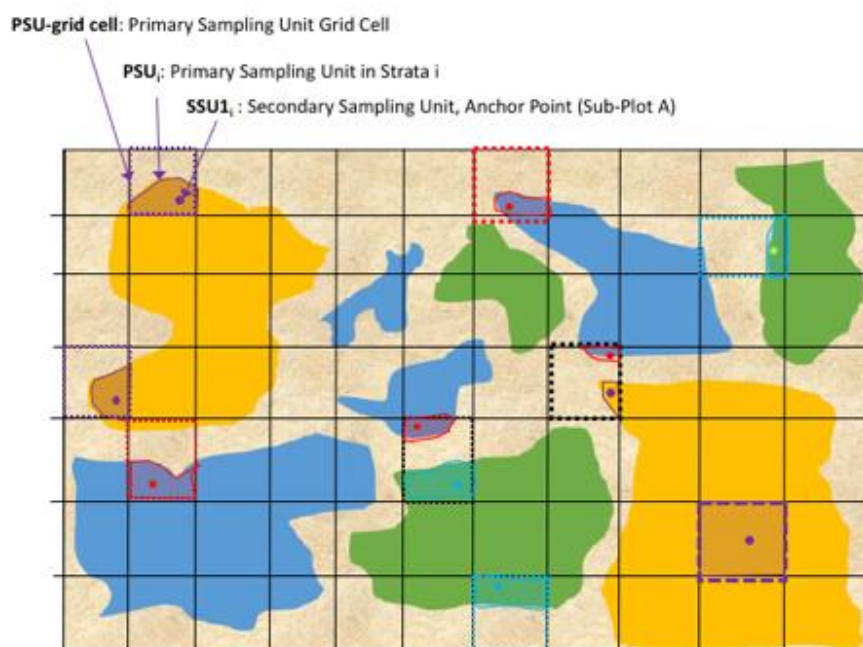 PSU-grid cell: Primary Sampling Unit Grid Cell
PSUi: Primary Sampling Unit in Strata i
SSU1i : Secondary Sampling Unit, Anchor Point (Sub-Plot A)